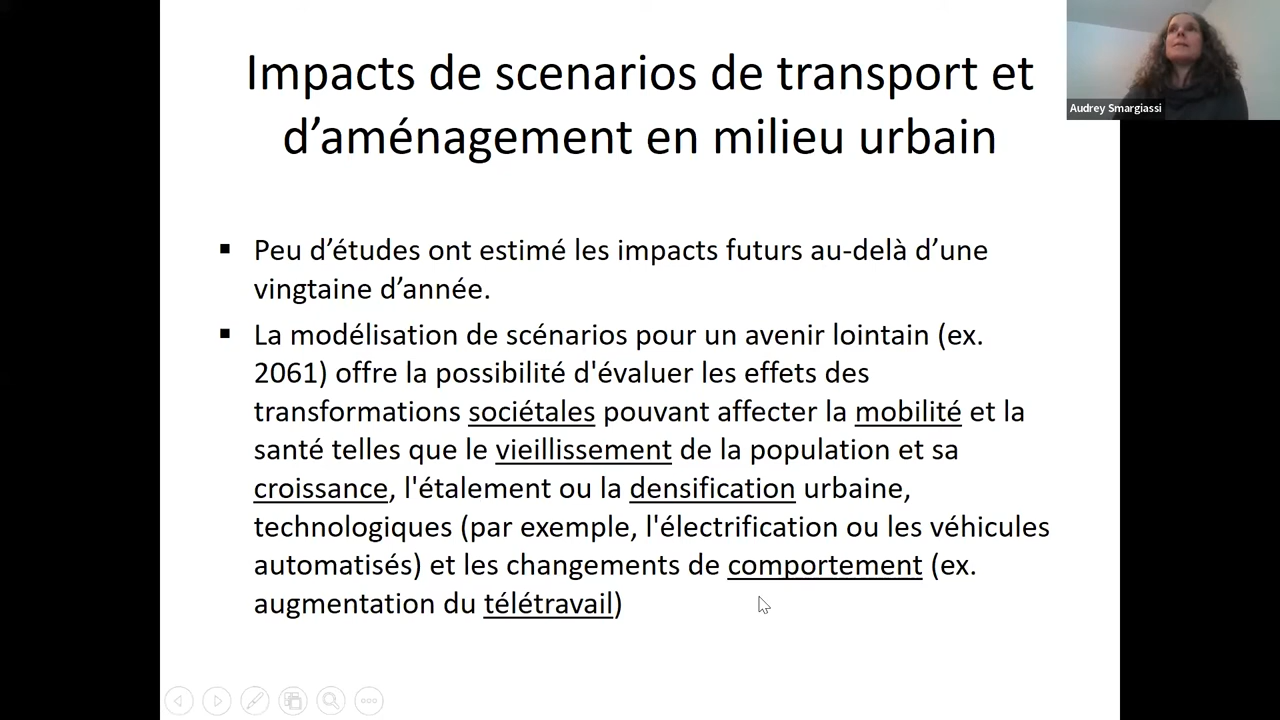 Impacts de scenarios de transport et
d’aménagement en milieu urbain
Audrey Smargiassi
▪ Peu d’études ont estimé les impacts futurs au-delà d’une
vingtaine d’année.
▪ La modélisation de scénarios pour un avenir lointain (ex.
2061) offre la possibilité d'évaluer les effets des
transformations sociétales pouvant affecter la mobilité et la
santé telles que le vieillissement de la population et sa
croissance, l'étalement ou la densification urbaine,
technologiques (par exemple, l'électrification ou les véhicules
automatisés) et les changements de comportement (ex.
augmentation du télétravail)